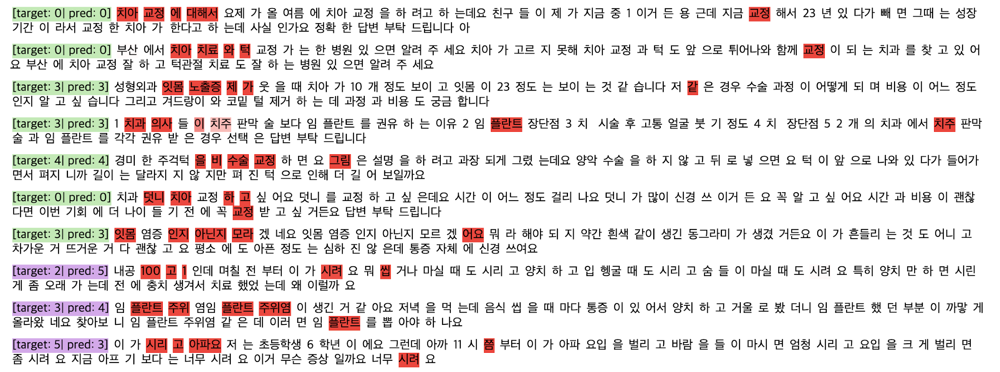 [target: 0| pred: 0] 치아 교정 에 대해서 요제 가 올 여름 에 치아 교정 을 하 려고 하 는데요 친구 들 이 제 가 지금 중 1 이거 든 용 근데 지금 교정 해서 23 년 있 다가 빼 면 그때 는 성장
기간 이 라서 교정 한 치아 가 한다고 하 는데 사실 인가요 정확 한 답변 부탁 드립니다 아
[target: 0| pred: 0] 부산 에서 치아 치료 와 턱 교정 가 는 한 병원 있 으면 알려 주 세요 치아 가 고르 지 못해 치아 교정 과 턱 도 앞 으로 튀어나와 함께 교정 이 되 는 치과 를 찾 고 있 어
요 부산 에 치아 교정 잘 하 고 턱관절 치료 도 잘 하 는 병원 있 으면 알려 주 세요
[target: 3| pred: 3] 성형외과 잇몸 노출증 제 가 웃 을 때 치아 가 10 개 정도 보이 고 잇몸 이 23 정도 는 보이 는 것 같 습니다 저 같 은 경우 수술 과정 이 어떻게 되 며 비용 이 어느 정도
인지 알 고 싶 습니다 그리고 겨드랑이 와 코밑 털 제거 하 는 데 과정 과 비용 도 궁금 합니다
[target: 3| pred: 3] 1 치과 의사 들 이 치주 판막 술 보다 임 플란트 를 권유 하 는 이유 2 임 플란트 장단점 3 치 시술 후 고통 얼굴 붓 기 정도 4 치 장단점 5 2 개 의 치과 에서 치주 판막
술 과 임 플란트 를 각각 권유 받 은 경우 선택 은 답변 부탁 드립니다
[target: 4| pred: 4] 경미 한 주걱턱 을 비 수술 교정 하 면 요 그림 은 설명 을 하 려고 과장 되게 그렸 는데요 양악 수술 을 하 지 않 고 뒤 로 넣 으면 요 턱 이 앞 으로 나와 있 다가 들어가
면서 펴지 니까 길이 는 달라지 지 않 지만 펴 진 턱 으로 인해 더 길 어 보일까요
[target: 0| pred: 0] 치과 덧니 치아 교정 하 고 싶 어요 덧니 를 교정 하 고 싶 은데요 시간 이 어느 정도 걸리 나요 덧니 가 많이 신경 쓰 이거 든 요 꼭 알 고 싶 어요 시간 과 비용 이 괜찮
다면 이번 기회 에 더 나이 들 기 전 에 꼭 교정 받 고 싶 거든요 답변 부탁 드립니다
[target: 3| pred: 3] 잇몸 염증 인지 아닌지 모라 겠 네요 잇몸 염증 인지 아닌지 모르 겠 어요 뭐 라 해야 되 지 약간 흰색 같이 생긴 동그라미 가 생겼 거든요 이 가 흔들리 는 것 도 어니 고
차가운 거 뜨거운 거 다 괜찮 고 요 평소 에 도 아픈 정도 는 심하 진 않 은데 통증 자체 에 신경 쓰여요
[target: 2| pred: 5] 내공 100 고 1 인데 며칠 전 부터 이 가 시려 요 뭐 씹 거나 마실 때 도 시리 고 양치 하 고 입 헹굴 때 도 시리 고 숨 들 이 마실 때 도 시려 요 특히 양치 만 하 면 시린
게 좀 오래 가 는데 전 에 충치 생겨서 치료 했었 는데 왜 이럴까 요
[target: 3| pred: 4] 임 플란트 주위 염임 플란트 주위염 이 생긴 거 같 아요 저녁 을 먹 는데 음식 씹 을 때 마다 통증 이 있 어서 양치 하 고 거울 로 봤 더니 임 플란트 했 던 부분 이 까맣 게
올라왔 네요 찾아보 니 임 플란트 주위염 같 은 데 이러 면 임 플란트 를 뽑 아야 하 나요
[target: 5| pred: 3] 이 가 시리 고 아파요 저 는 초등학생 6 학년 이 에요 그런데 아까 11 시 쯤 부터 이 가 아파 요입 을 벌리 고 바람 을 들 이 마시 면 엄청 시리 고 요입 을 크 게 벌리 면
좀 시려 요 지금 아프 기 보다 는 너무 시려 요 이거 무슨 증상 일까요 너무 시려 요